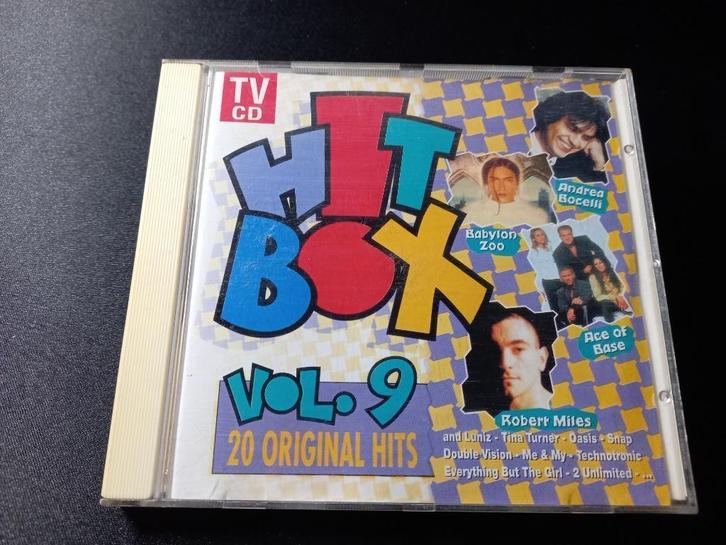 TV
CD
HIT
BOX
VOL. 9
20 ORIGINAL HITS
Andrea
Bocelli
Babylon
Zoo
Ace of
Base
Robert Miles
and Luniz - Tina Turner - Oasis - Snap
Double Vision - Me & My - Technotronic
Everything But The Girl - 2 Unlimited - ...